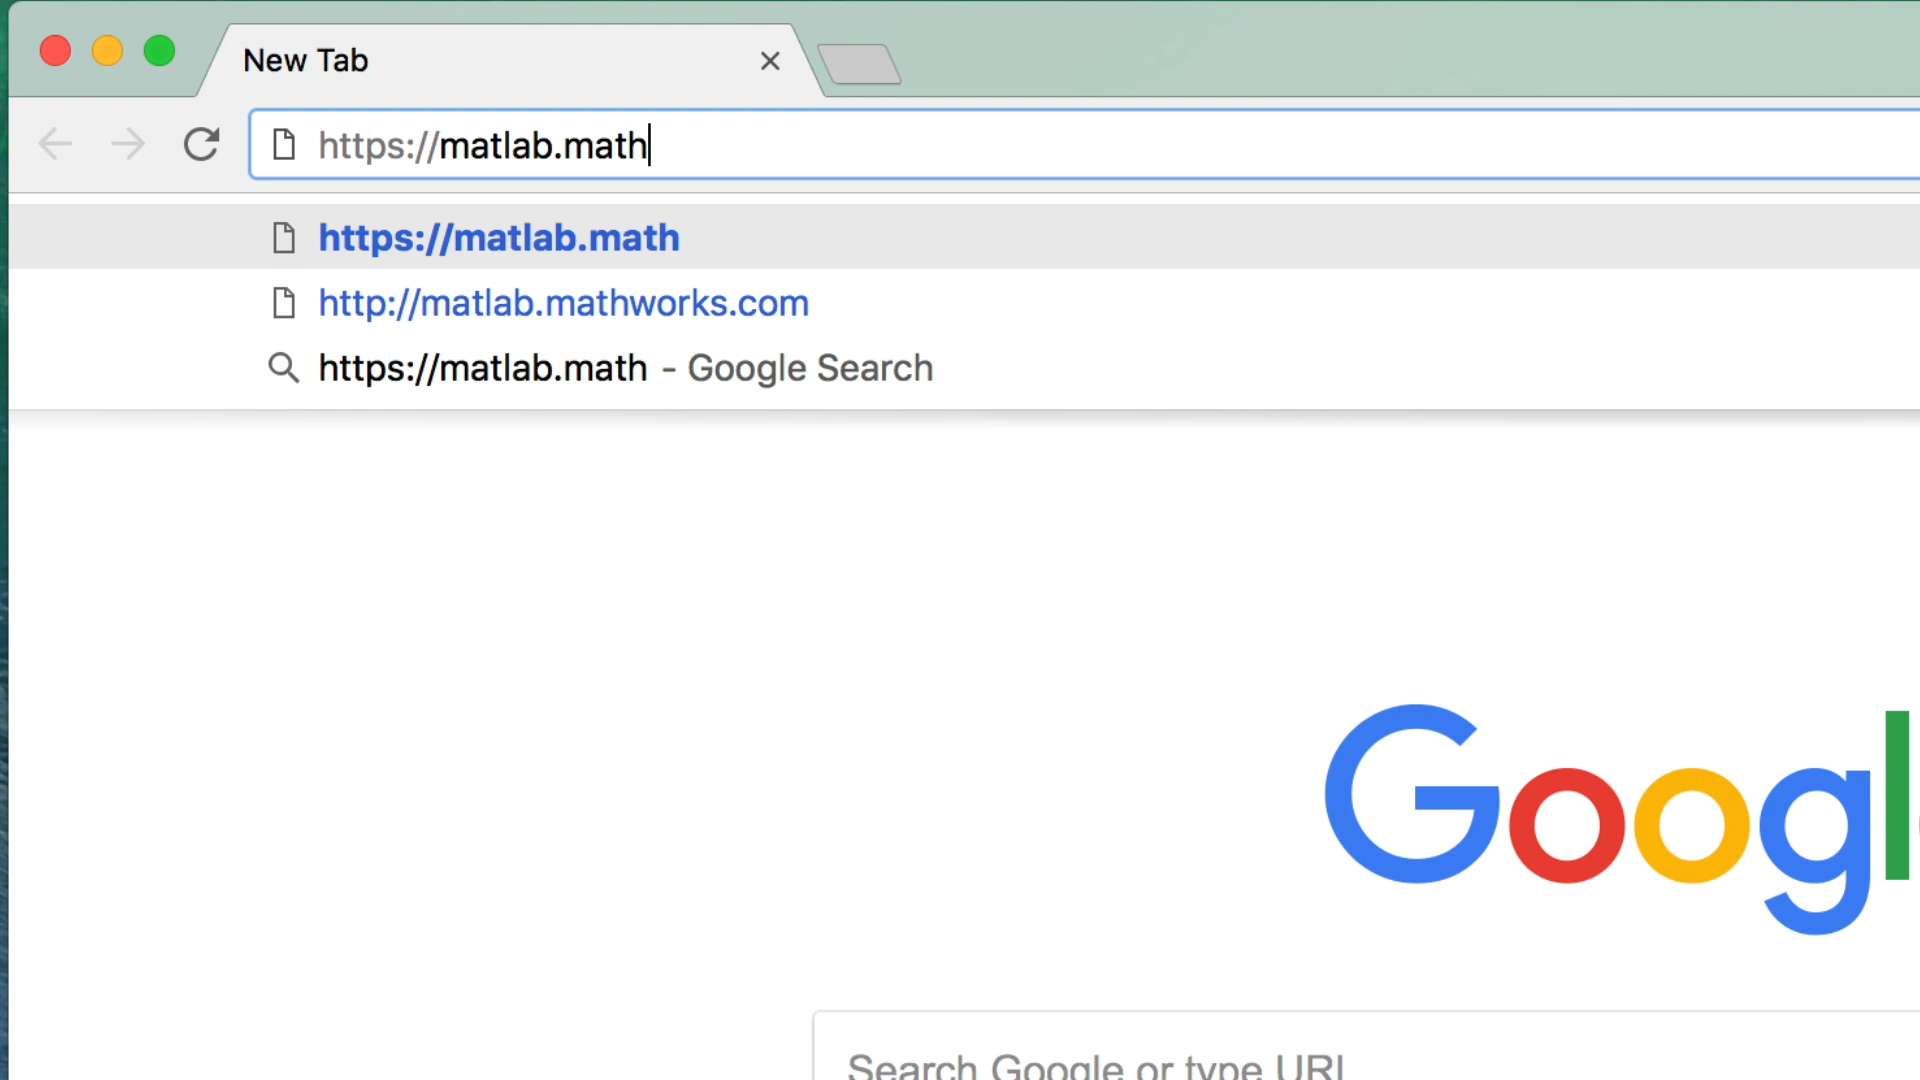 New Tab
https://matlab.math
https://matlab.math
http://matlab.mathworks.com
https://matlab.math - Google Search
Googl
Search Google or type URL